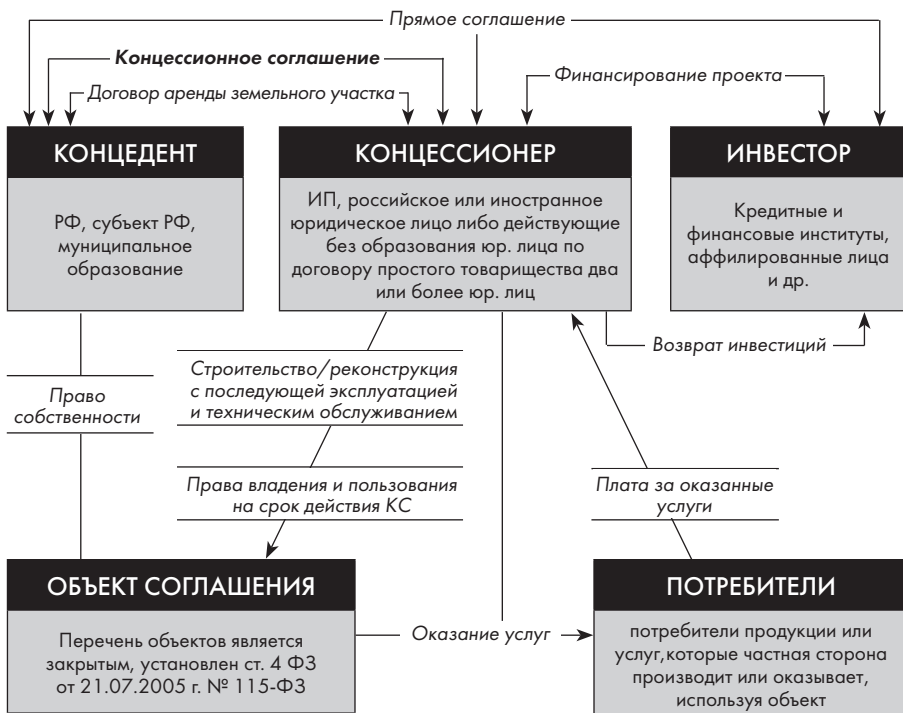 Прямое соглашение
Концессионное соглашение
Финансирование проекта
Договор аренды земельного участка
КОНЦЕДЕНТ
РФ, субъект РФ,
муниципальное
образование
КОНЦЕССИОНЕР
ИП, российское или иностранное
юридическое лицо либо действующие
без образования юр. лица по
договору простого товарищества два
или более юр. лиц
ИНВЕСТОР
Кредитные и
финансовые институты,
аффилированные лица
и др.
Возврат инвестиций
Строительство/реконструкция
с последующей эксплуатацией
и техническим обслуживанием
Право
собственности
Права владения и пользования
на срок действия КС
Плата за оказанные
услуги
ОБЪЕКТ СОГЛАШЕНИЯ
Перечень объектов является
закрытым, установлен ст. 4 ФЗ
от 21.07.2005 г. № 115-ФЗ
Оказание услуг
ПОТРЕБИТЕЛИ
потребители продукции или
услуг,которые частная сторона
производит или оказывает,
используя объект